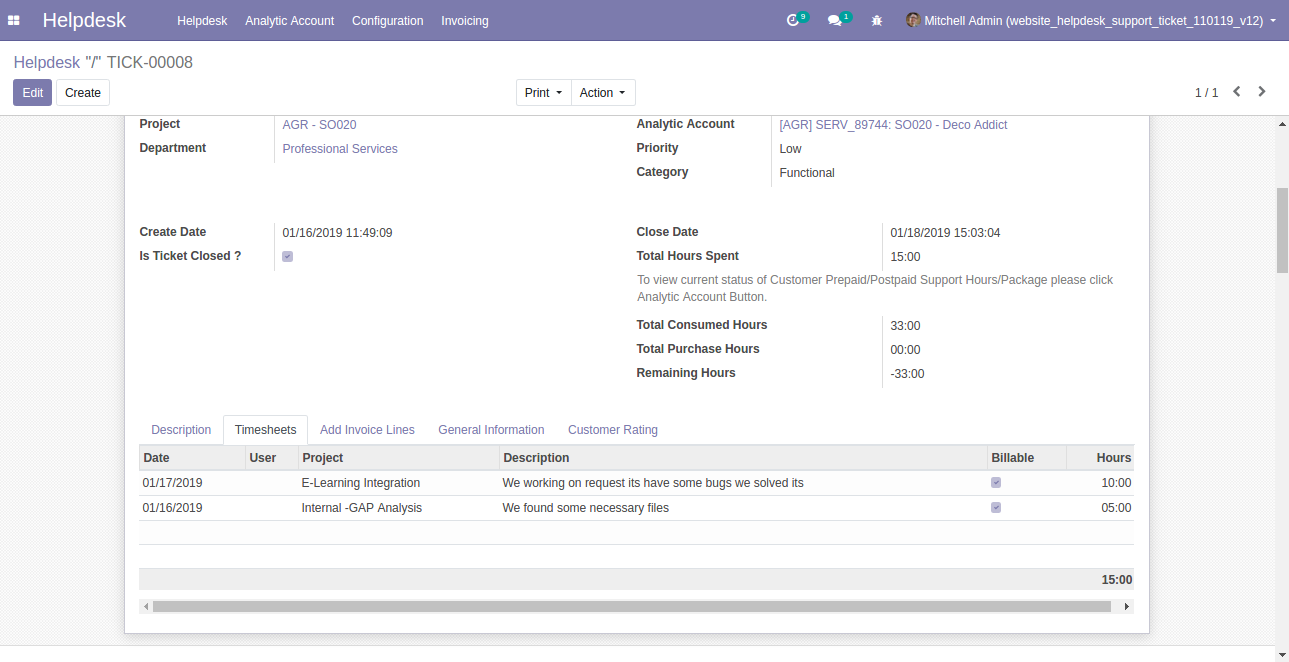 Helpdesk Helpdesk Analytic Account Configuration Invoicing 9 1 Mitchell Admin (website_helpdesk_support_ticket_110119_v12)
Helpdesk "/" TICK-00008
Edit Create Print Action 1 / 1
Project AGR - SO020 Analytic Account [AGR] SERV_89744: SO020 - Deco Addict
Department Professional Services Priority Low
Category Functional
Create Date 01/16/2019 11:49:09 Close Date 01/18/2019 15:03:04
Is Ticket Closed ? Total Hours Spent 15:00
To view current status of Customer Prepaid/Postpaid Support Hours/Package please click
Analytic Account Button.
Total Consumed Hours 33:00
Total Purchase Hours 00:00
Remaining Hours -33:00
Description Timesheets Add Invoice Lines General Information Customer Rating
Date User Project Description Billable Hours
01/17/2019 E-Learning Integration We working on request its have some bugs we solved its 10:00
01/16/2019 Internal -GAP Analysis We found some necessary files 05:00
15:00